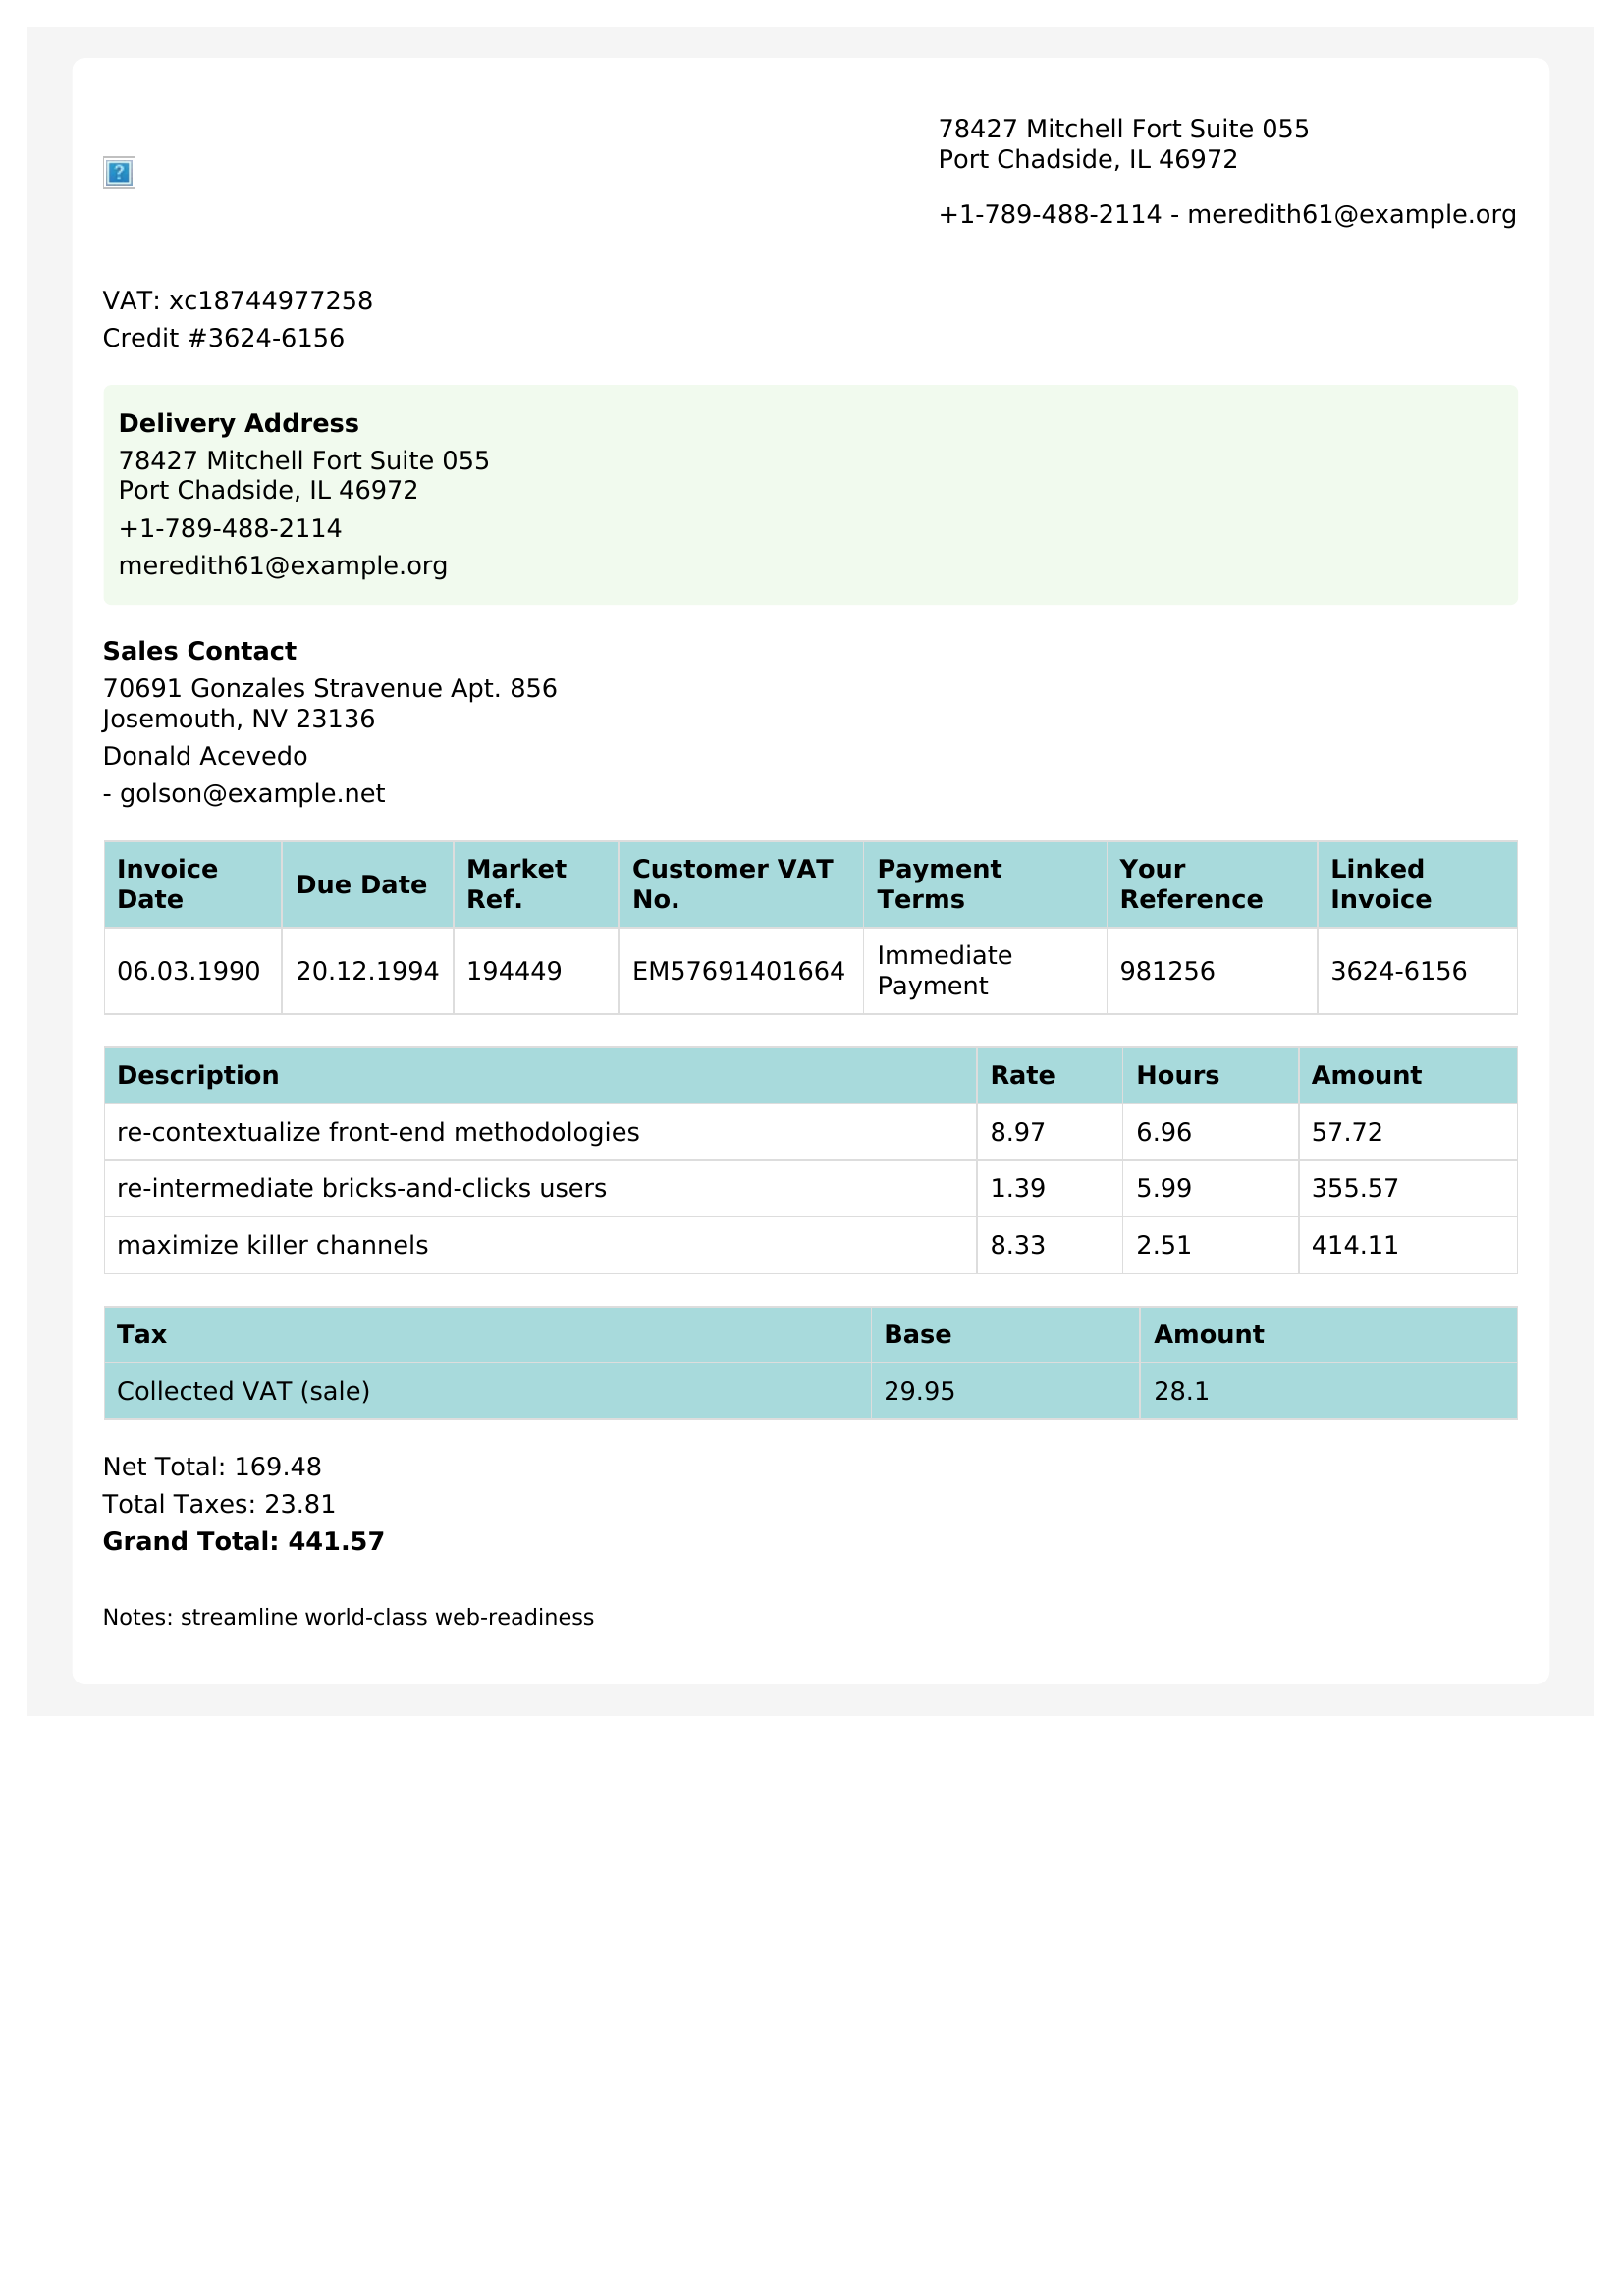 78427 Mitchell Fort Suite 055
Port Chadside, IL 46972
+1-789-488-2114 - meredith61@example.org
VAT: xc18744977258
Credit #3624-6156
Delivery Address
78427 Mitchell Fort Suite 055
Port Chadside, IL 46972
+1-789-488-2114
meredith61@example.org
Sales Contact
70691 Gonzales Stravenue Apt. 856
Josemouth, NV 23136
Donald Acevedo
- golson@example.net
Invoice Date Due Date Market Ref. Customer VAT No. Payment Terms Your Reference Linked Invoice
06.03.1990 20.12.1994 194449 EM57691401664 Immediate Payment 981256 3624-6156
Description Rate Hours Amount
re-contextualize front-end methodologies 8.97 6.96 57.72
re-intermediate bricks-and-clicks users 1.39 5.99 355.57
maximize killer channels 8.33 2.51 414.11
Tax Base Amount
Collected VAT (sale) 29.95 28.1
Net Total: 169.48
Total Taxes: 23.81
Grand Total: 441.57
Notes: streamline world-class web-readiness